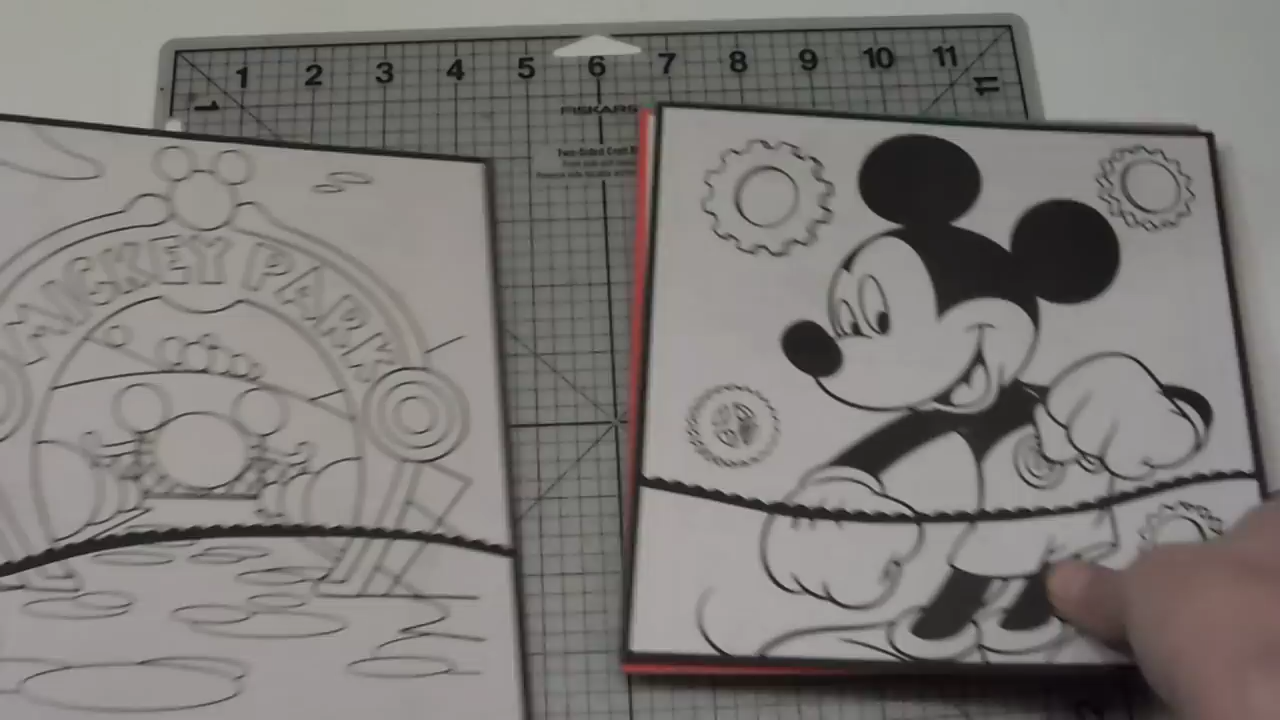 1 2 3 4 5 6 7 8 9 10 11
1 11
FISKARS
Two-Sided Craft
MICKEY PARK